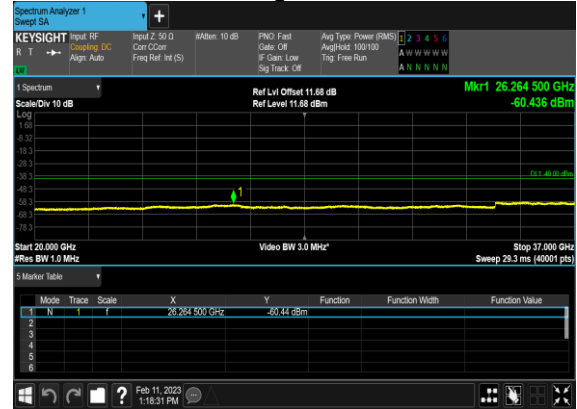 Spectrum Analyzer 1
Swept SA
+
KEYSIGHT Input: RF Input Z: 50 Ω #Atten: 10 dB PNO: Fast Avg Type: Power (RMS) 1 2 3 4 5 6
R T Coupling: DC Corr CCorr Gate: Off Avg|Hold: 100/100 A W W W W W
Align: Auto Freq Ref: Int (S) IF Gain: Low Trig: Free Run
Sig Track: Off A N N N N N
1 Spectrum Ref Lvl Offset 11.68 dB Mkr1 26.264 500 GHz
Scale/Div 10 dB Ref Level 11.68 dBm -60.436 dBm
Log
1.68
-8.32
-18.3
-28.3
-38.3 DL1 -40.00 dBm
-48.3 1
-58.3
-68.3
-78.3
Start 20.000 GHz Video BW 3.0 MHz* Stop 37.000 GHz
#Res BW 1.0 MHz Sweep 29.3 ms (40001 pts)
5 Marker Table
Mode Trace Scale X Y Function Function Width Function Value
1 N 1 f 26.264 500 GHz -60.44 dBm
2
3
4
5
6
? Feb 11, 2023
1:18:31 PM